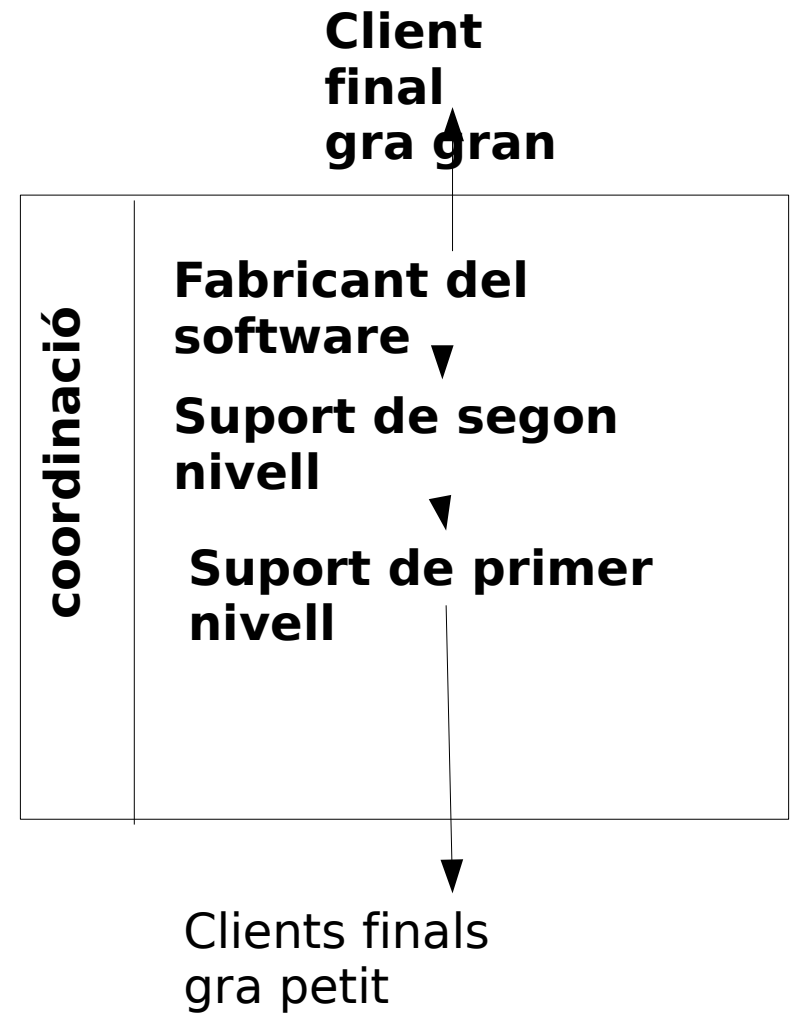 Client
final
gra gran
Fabricant del
software
coordinació
Suport de segon
nivell
Suport de primer
nivell
Clients finals
gra petit